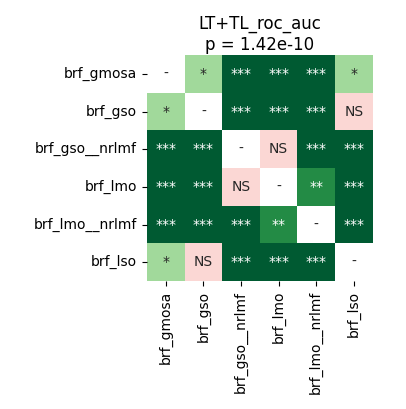 LT+TL_roc_auc
p = 1.42e-10
brf_gmosa - * *** *** *** *
brf_gso * - *** *** *** NS
brf_gso__nrlmf *** *** - NS *** ***
brf_lmo *** *** NS - ** ***
brf_lmo__nrlmf *** *** *** ** - ***
brf_lso * NS *** *** *** -
brf_gmosa
brf_gso
brf_gso__nrlmf
brf_lmo
brf_lmo__nrlmf
brf_lso